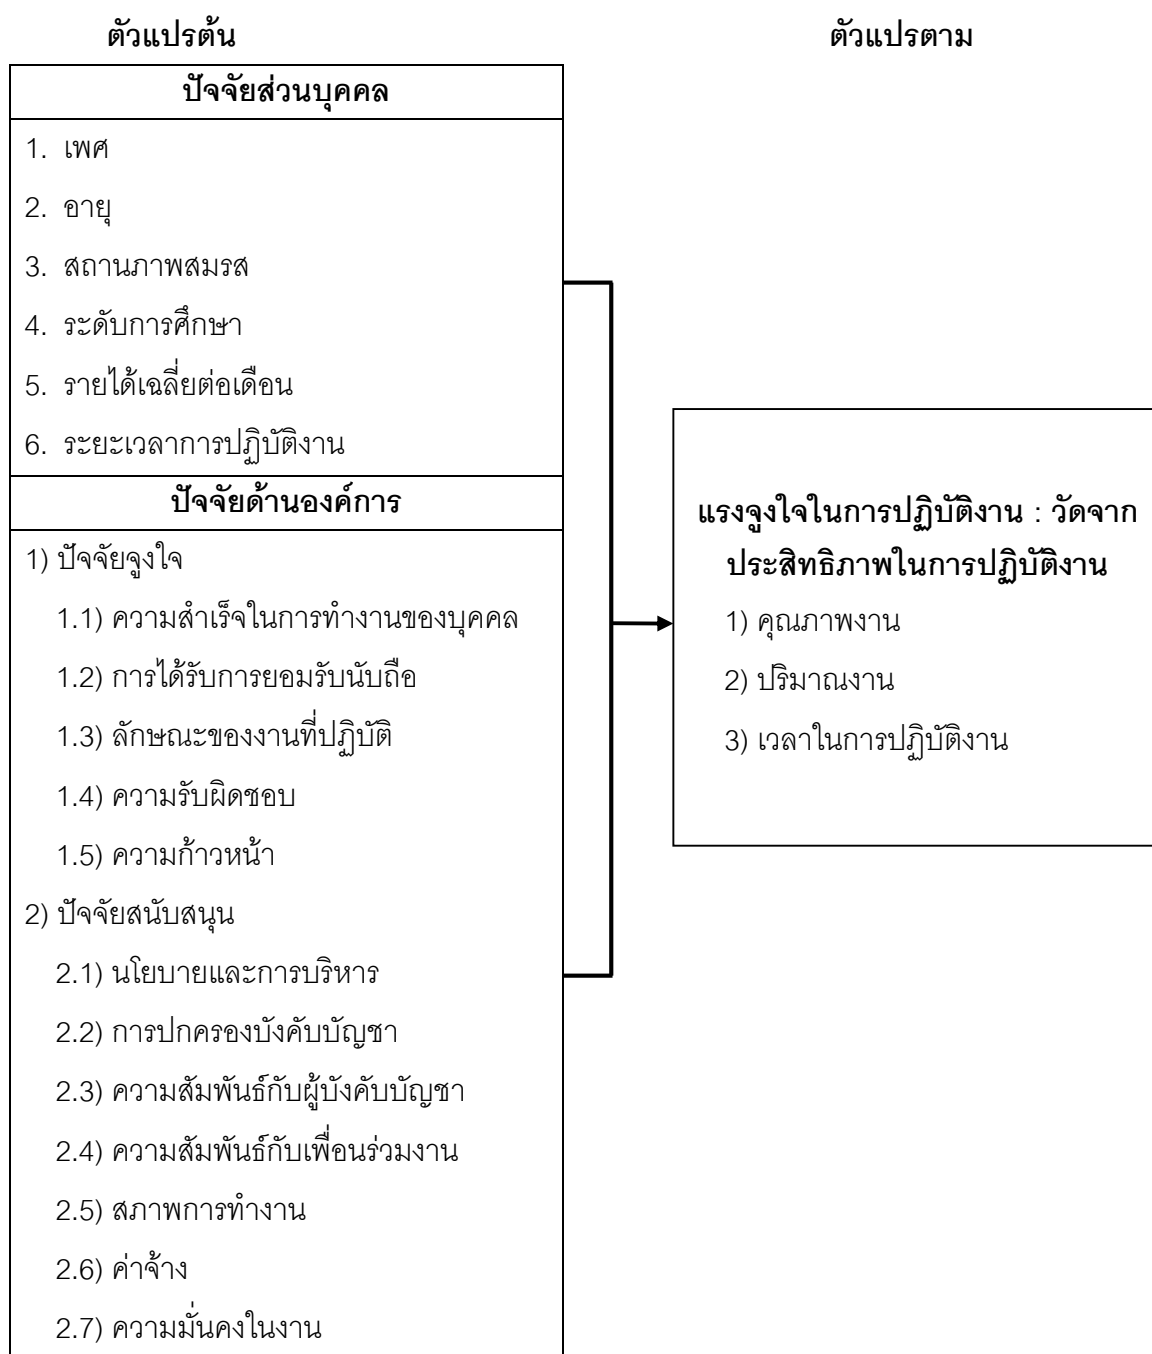 ตัวแปรต้น
ตัวแปรตาม
ปัจจัยส่วนบุคคล
1. เพศ
2. อายุ
3. สถานภาพสมรส
4. ระดับการศึกษา
5. รายได้เฉลี่ยต่อเดือน
6. ระยะเวลาการปฏิบัติงาน
ปัจจัยด้านองค์การ
1) ปัจจัยจูงใจ
1.1) ความสำเร็จในการทำงานของบุคคล
1.2) การได้รับการยอมรับนับถือ
1.3) ลักษณะของงานที่ปฏิบัติ
1.4) ความรับผิดชอบ
1.5) ความก้าวหน้า
2) ปัจจัยสนับสนุน
2.1) นโยบายและการบริหาร
2.2) การปกครองบังคับบัญชา
2.3) ความสัมพันธ์กับผู้บังคับบัญชา
2.4) ความสัมพันธ์กับเพื่อนร่วมงาน
2.5) สภาพการทำงาน
2.6) ค่าจ้าง
2.7) ความมั่นคงในงาน
แรงจูงใจในการปฏิบัติงาน : วัดจาก
ประสิทธิภาพในการปฏิบัติงาน
1) คุณภาพงาน
2) ปริมาณงาน
3) เวลาในการปฏิบัติงาน